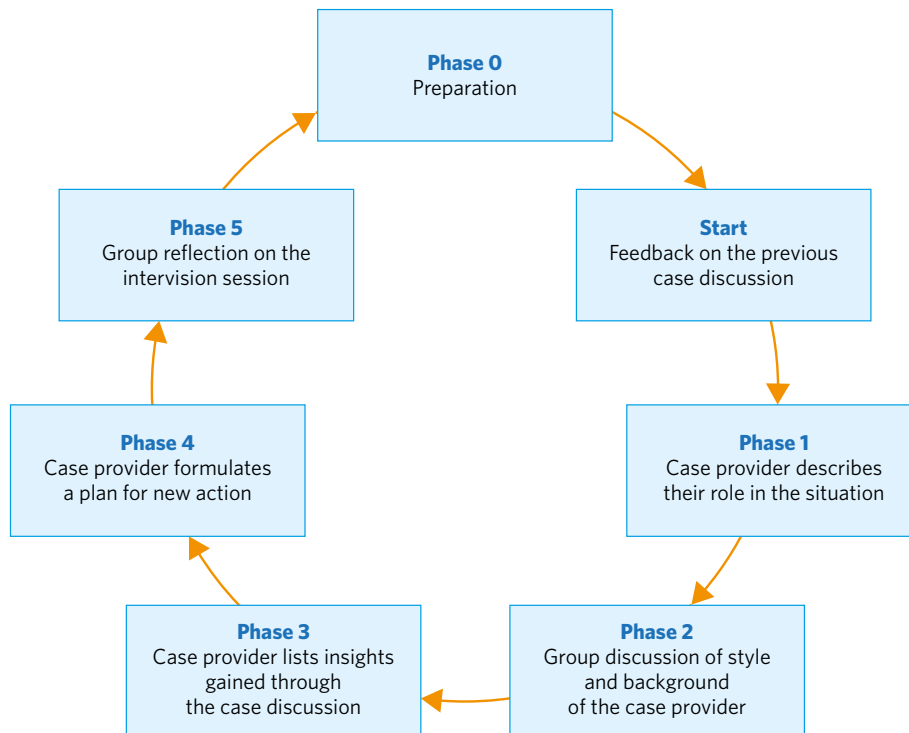 Phase 0
Preparation
Start
Feedback on the previous
case discussion
Phase 1
Case provider describes
their role in the situation
Phase 2
Group discussion of style
and background
of the case provider
Phase 3
Case provider lists insights
gained through
the case discussion
Phase 4
Case provider formulates
a plan for new action
Phase 5
Group reflection on the
intervision session